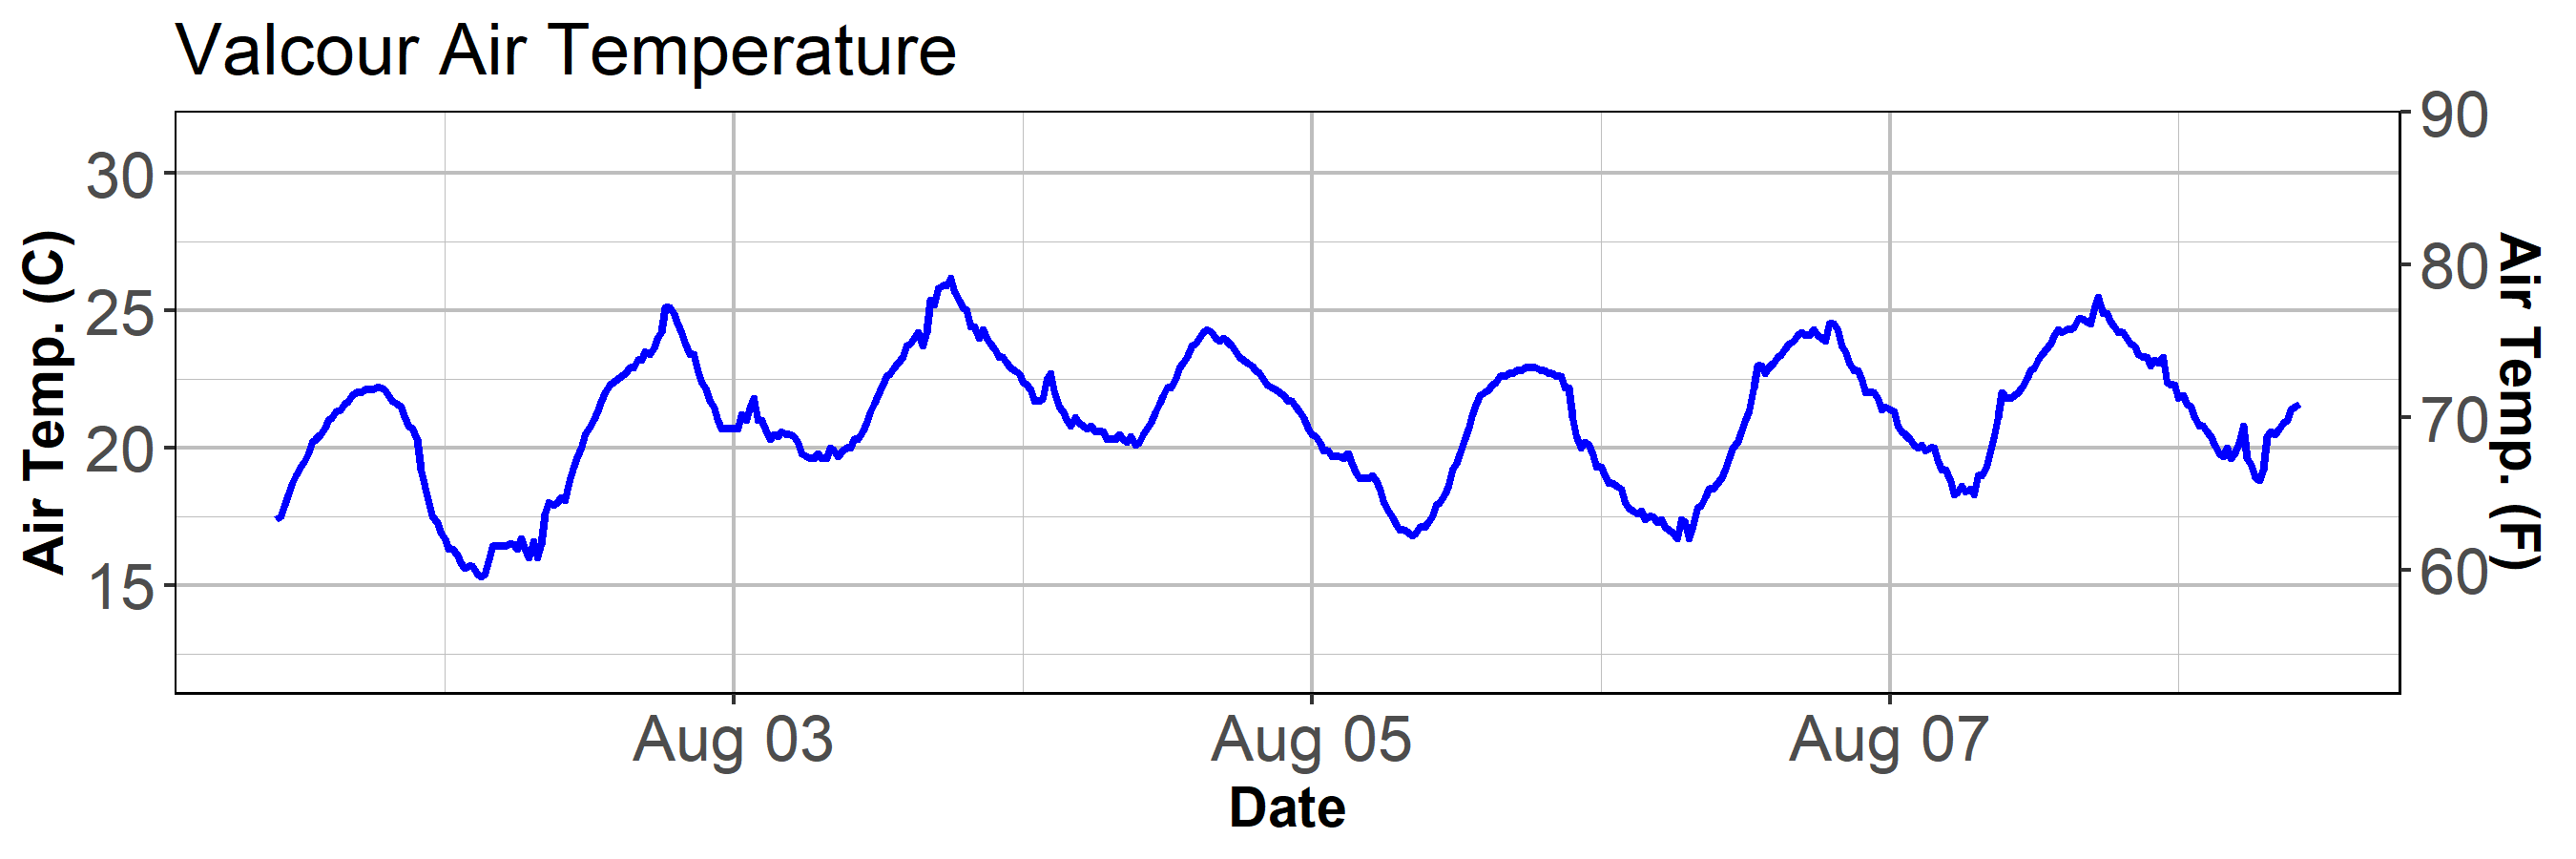 Valcour Air Temperature
Air Temp. (C)
30
25
20
15
90
80
70
60
Air Temp. (F)
Aug 03
Aug 05
Aug 07
Date